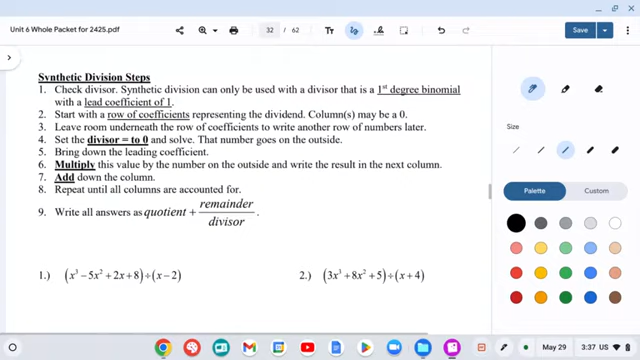 Unit 6 Whole Packet for 2425.pdf
32 / 62
Save
Synthetic Division Steps
1. Check divisor. Synthetic division can only be used with a divisor that is a 1st degree binomial
with a lead coefficient of 1.
2. Start with a row of coefficients representing the dividend. Column(s) may be a 0.
3. Leave room underneath the row of coefficients to write another row of numbers later.
4. Set the divisor = to 0 and solve. That number goes on the outside.
5. Bring down the leading coefficient.
6. Multiply this value by the number on the outside and write the result in the next column.
7. Add down the column.
8. Repeat until all columns are accounted for.
9. Write all answers as quotient + remainder/divisor.
1.) (x³ − 5x² + 2x + 8) ÷ (x − 2)
2.) (3x³ + 8x² + 5) ÷ (x + 4)
Size
Palette
Custom
May 29
3:37 PM US